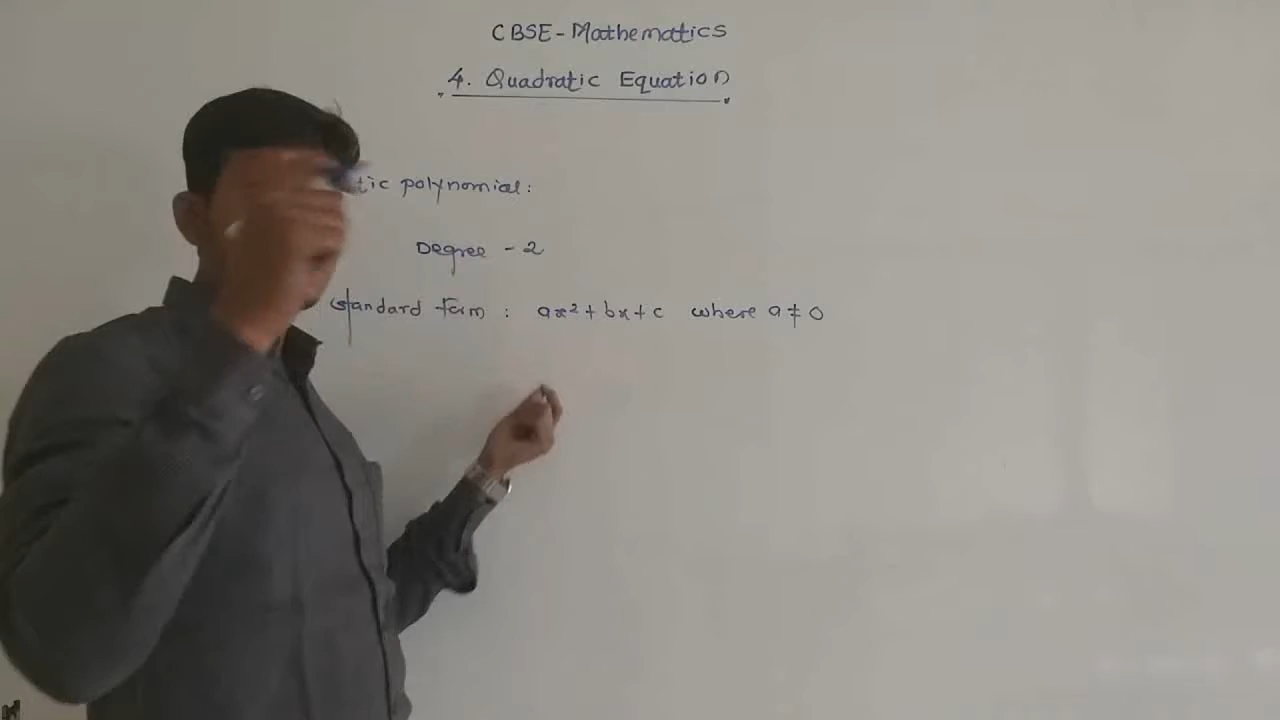 CBSE - Mathematics
4. Quadratic Equation
tic polynomial:
Degree - 2
standard form : ax² + bx + c where a ≠ 0